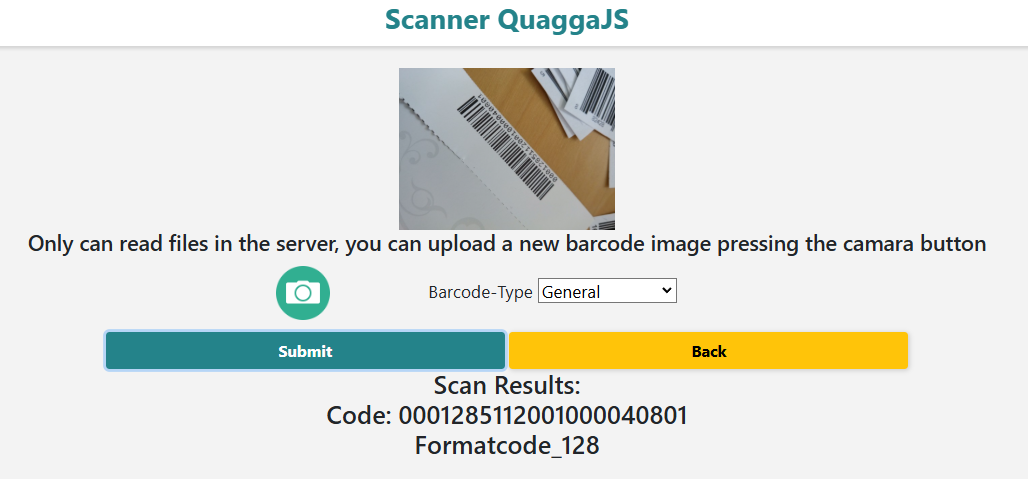 Scanner QuaggaJS
0001285112001000040801
Only can read files in the server, you can upload a new barcode image pressing the camara button
Barcode-Type General
Submit Back
Scan Results:
Code: 0001285112001000040801
Formatcode_128